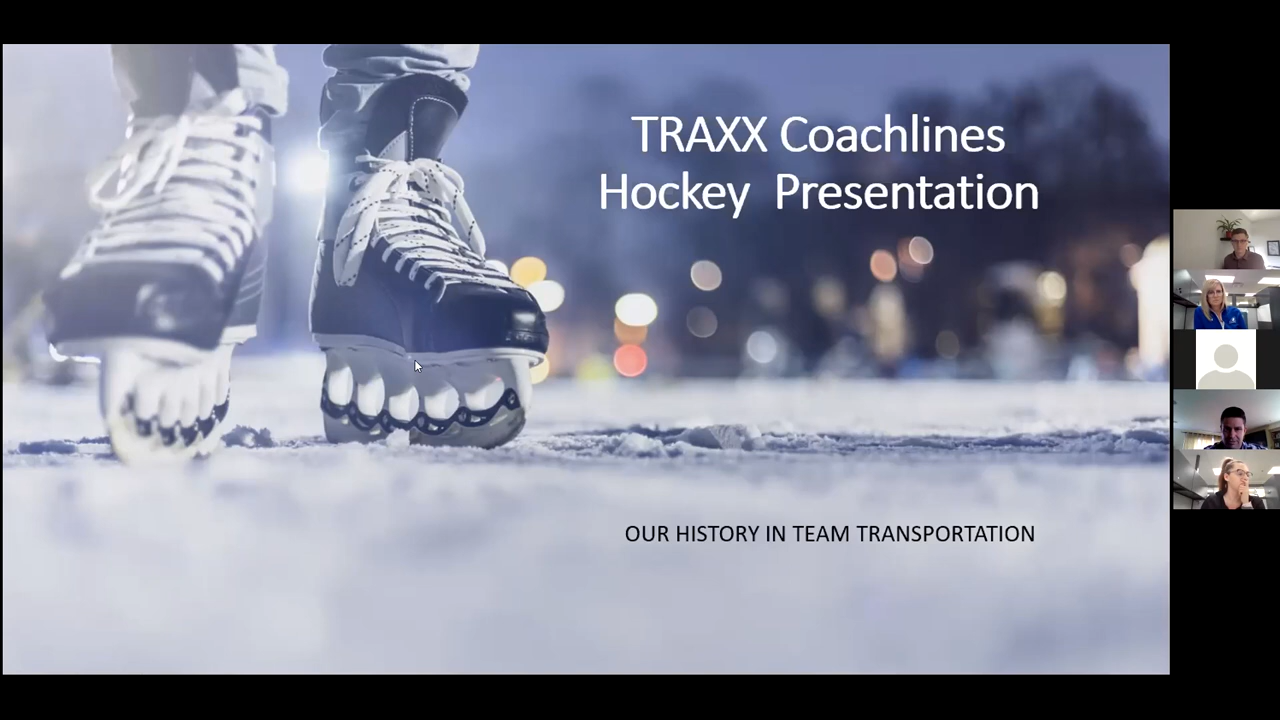 TRAXX Coachlines
Hockey  Presentation
OUR HISTORY IN TEAM TRANSPORTATION